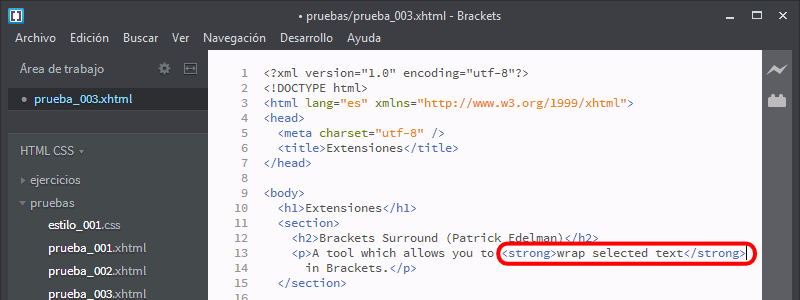 • pruebas/prueba_003.xhtml - Brackets
Archivo Edición Buscar Ver Navegación Desarrollo Ayuda
Área de trabajo
• prueba_003.xhtml
HTML CSS
ejercicios
pruebas
estilo_001.css
prueba_001.xhtml
prueba_002.xhtml
prueba_003.xhtml
1 <?xml version="1.0" encoding="utf-8"?>
2 <!DOCTYPE html>
3 <html lang="es" xmlns="http://www.w3.org/1999/xhtml">
4 <head>
5 <meta charset="utf-8" />
6 <title>Extensiones</title>
7 </head>
8
9 <body>
10 <h1>Extensiones</h1>
11 <section>
12 <h2>Brackets Surround (Patrick Edelman)</h2>
13 <p>A tool which allows you to <strong>wrap selected text</strong>
14 in Brackets.</p>
15 </section>